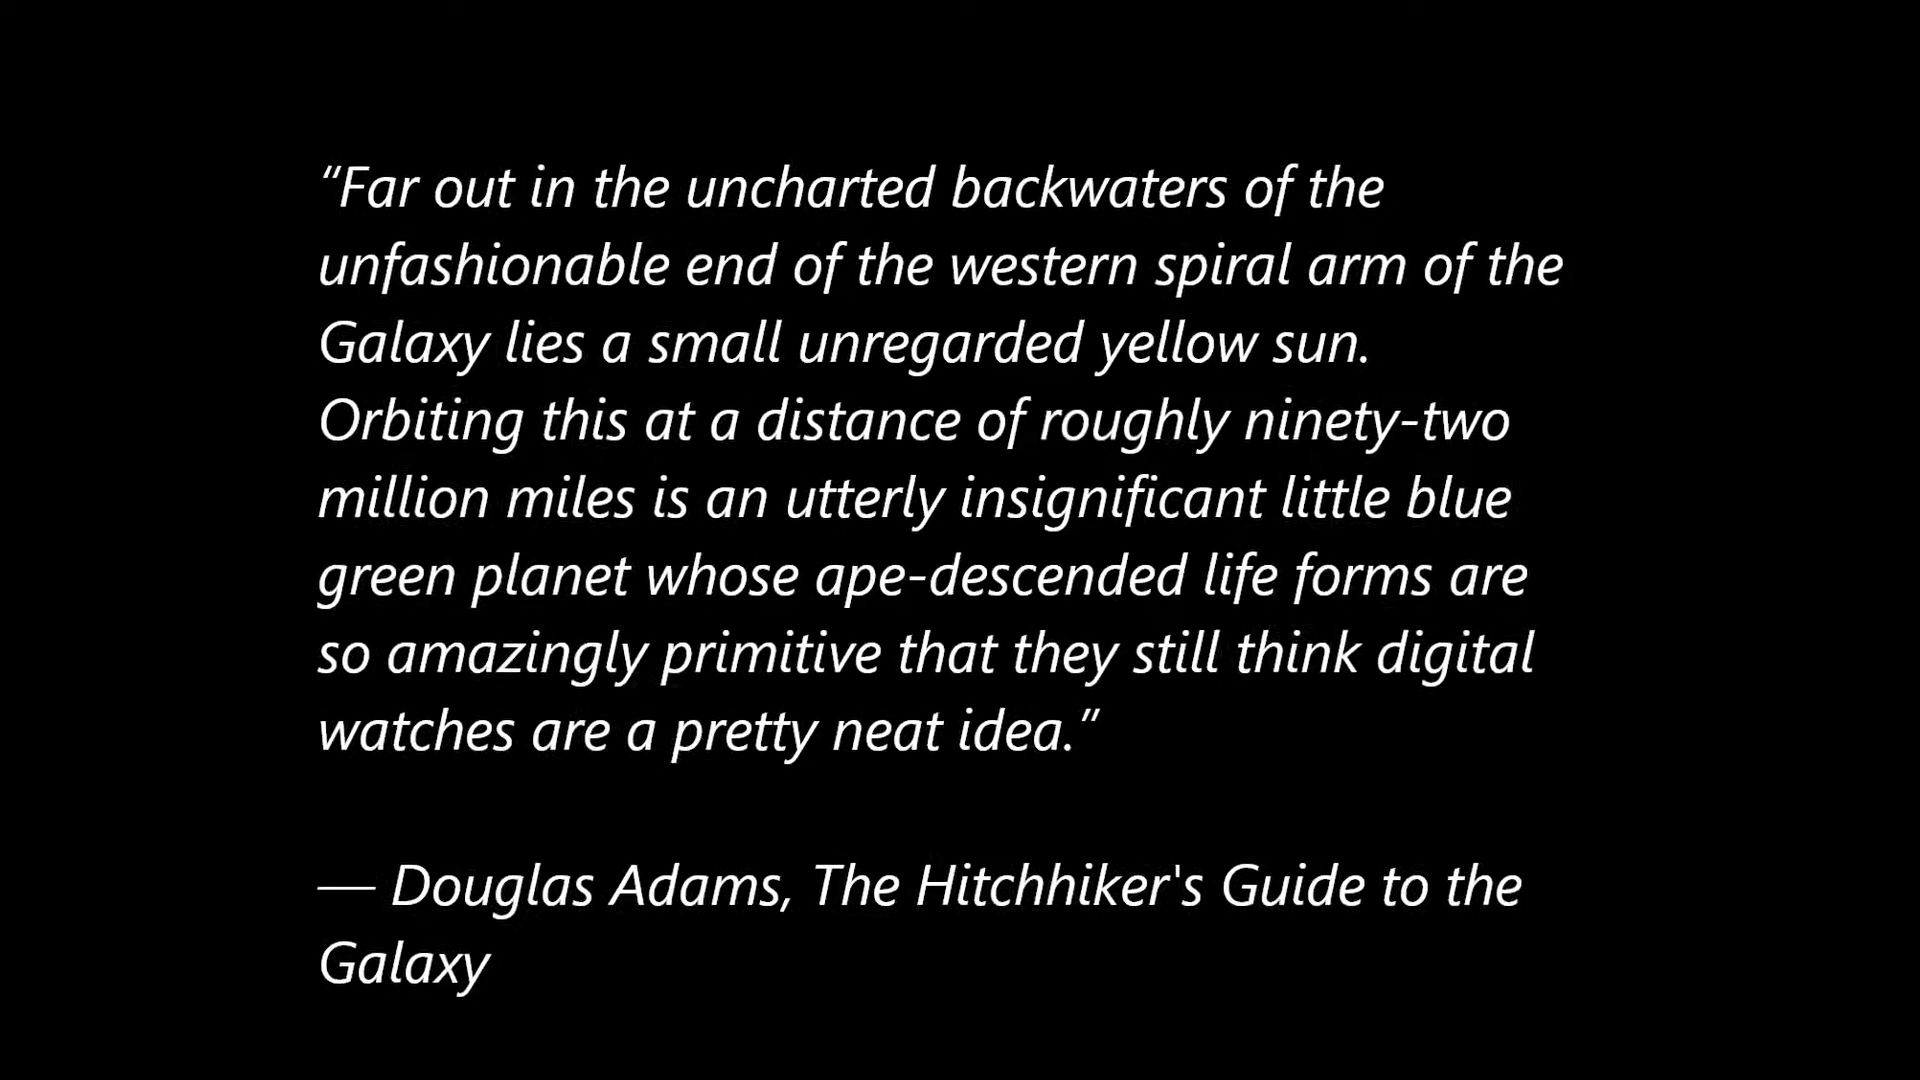 “Far out in the uncharted backwaters of the
unfashionable end of the western spiral arm of the
Galaxy lies a small unregarded yellow sun.
Orbiting this at a distance of roughly ninety-two
million miles is an utterly insignificant little blue
green planet whose ape-descended life forms are
so amazingly primitive that they still think digital
watches are a pretty neat idea.”
— Douglas Adams, The Hitchhiker's Guide to the
Galaxy